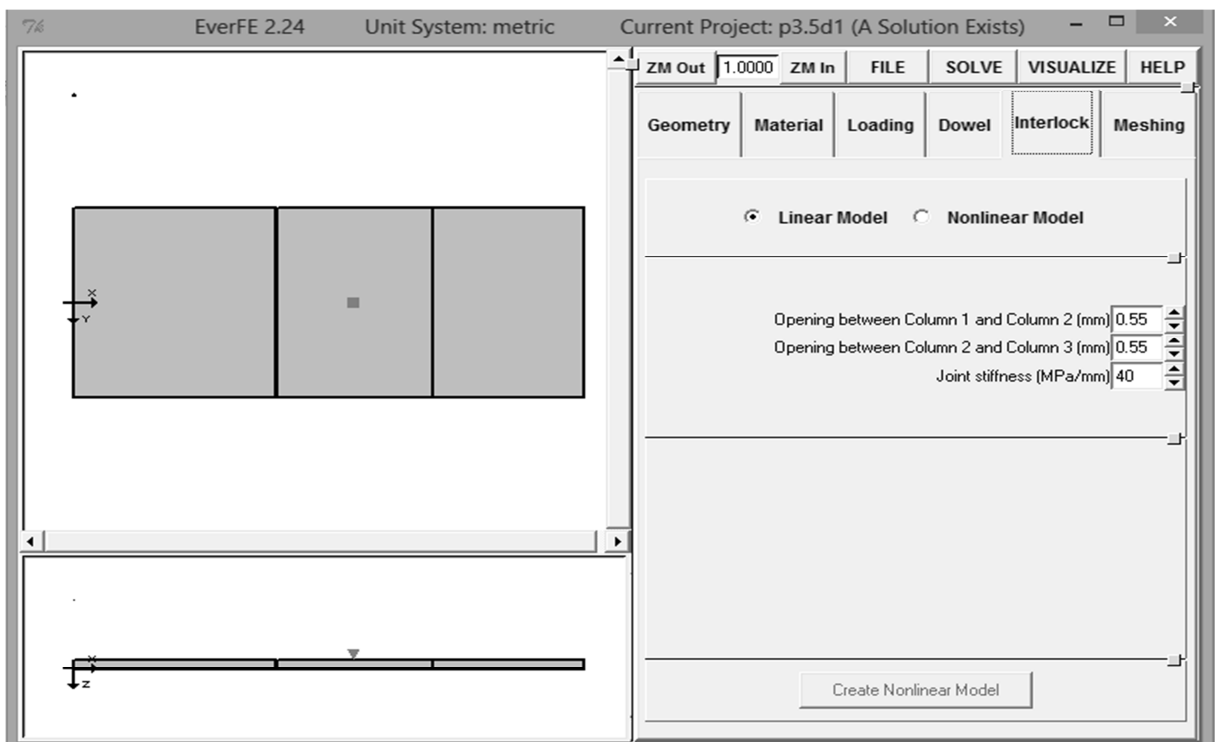 EverFE 2.24 Unit System: metric Current Project: p3.5d1 (A Solution Exists)
ZM Out 1.0000 ZM In FILE SOLVE VISUALIZE HELP
Geometry Material Loading Dowel Interlock Meshing
Linear Model Nonlinear Model
X
Y
Opening between Column 1 and Column 2 (mm) 0.55
Opening between Column 2 and Column 3 (mm) 0.55
Joint stiffness (MPa/mm) 40
X
Z
Create Nonlinear Model